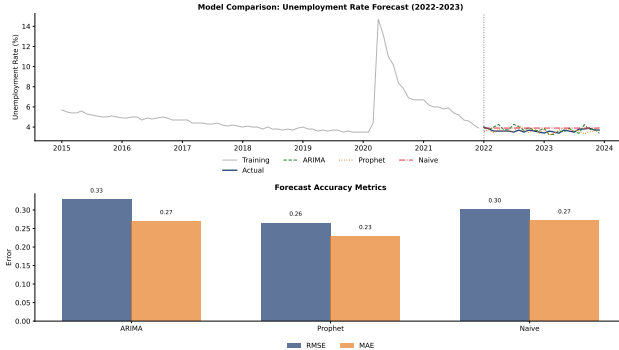 Model Comparison: Unemployment Rate Forecast (2022-2023)
Unemployment Rate (%)
14
12
10
8
6
4
2015 2016 2017 2018 2019 2020 2021 2022 2023 2024
Training ARIMA Prophet Naive
Actual
Forecast Accuracy Metrics
Error
0.30
0.25
0.20
0.15
0.10
0.05
0.00
0.33 0.27 0.26 0.23 0.30 0.27
ARIMA Prophet Naive
RMSE MAE